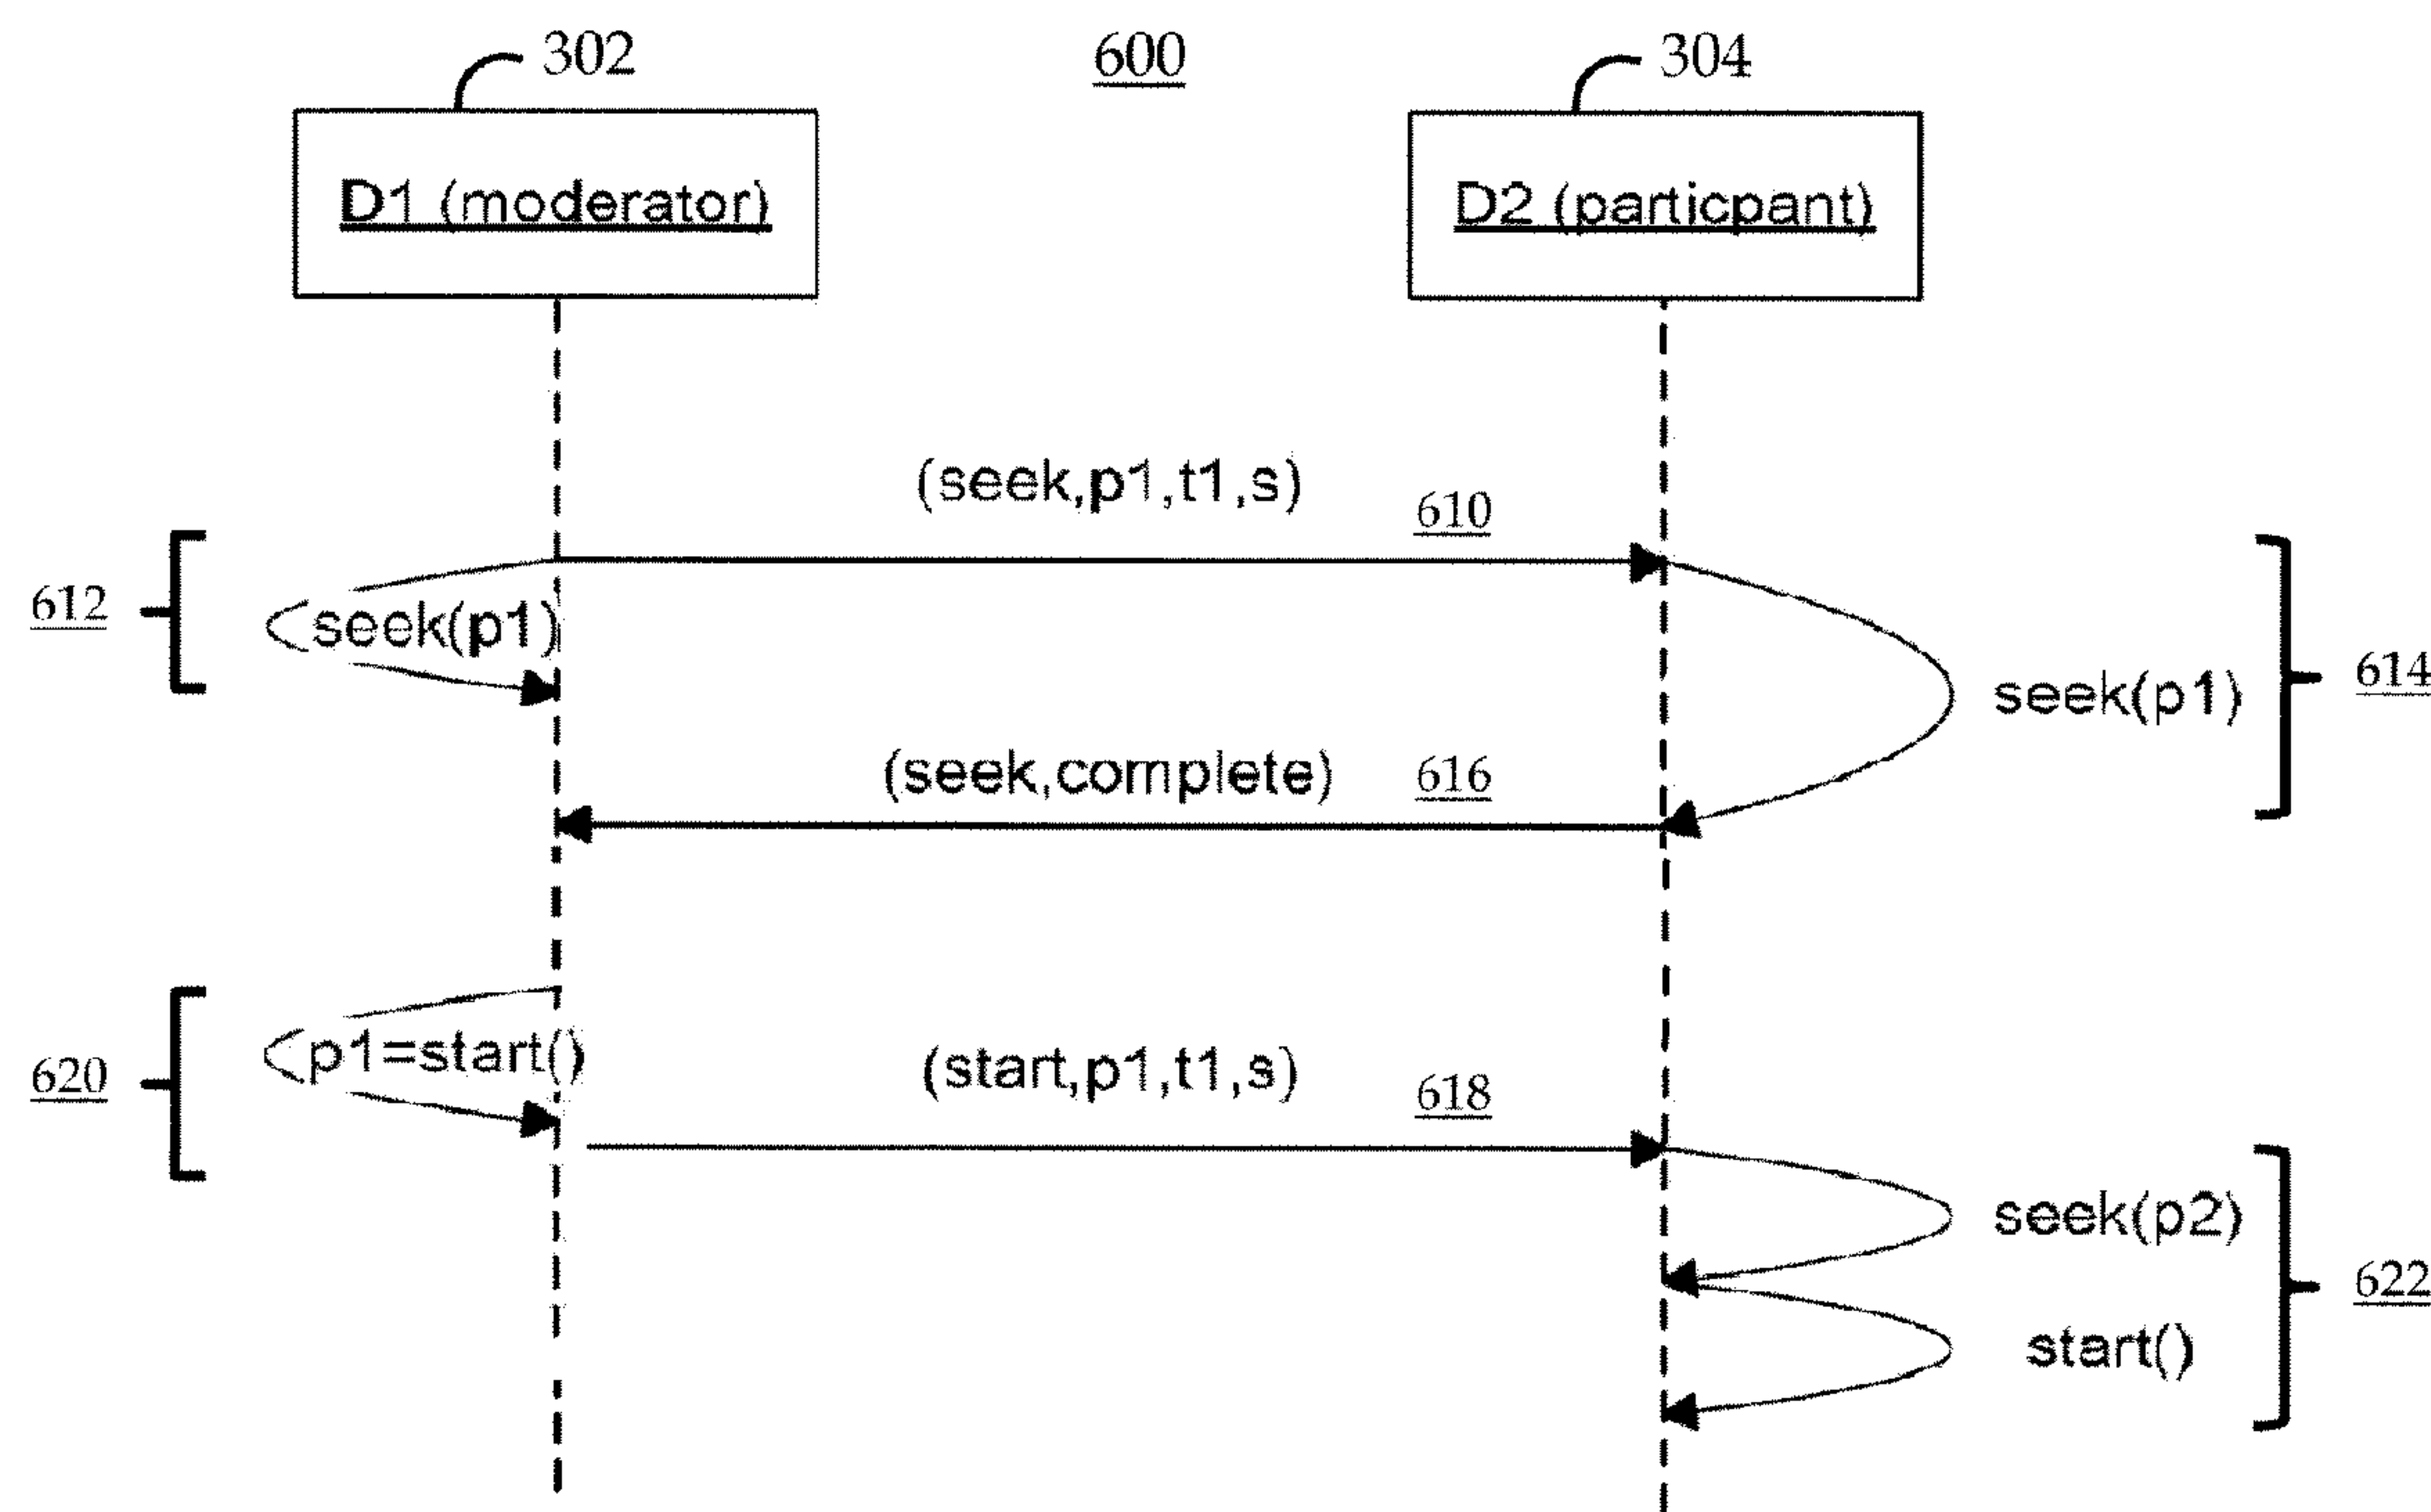 302
600
304
D1 (moderator)
D2 (particpant)
(seek,p1,t1,s)
610
612
seek(p1)
614
seek(p1)
(seek,complete)
616
620
p1=start()
(start,p1,t1,s)
618
seek(p2)
622
start()